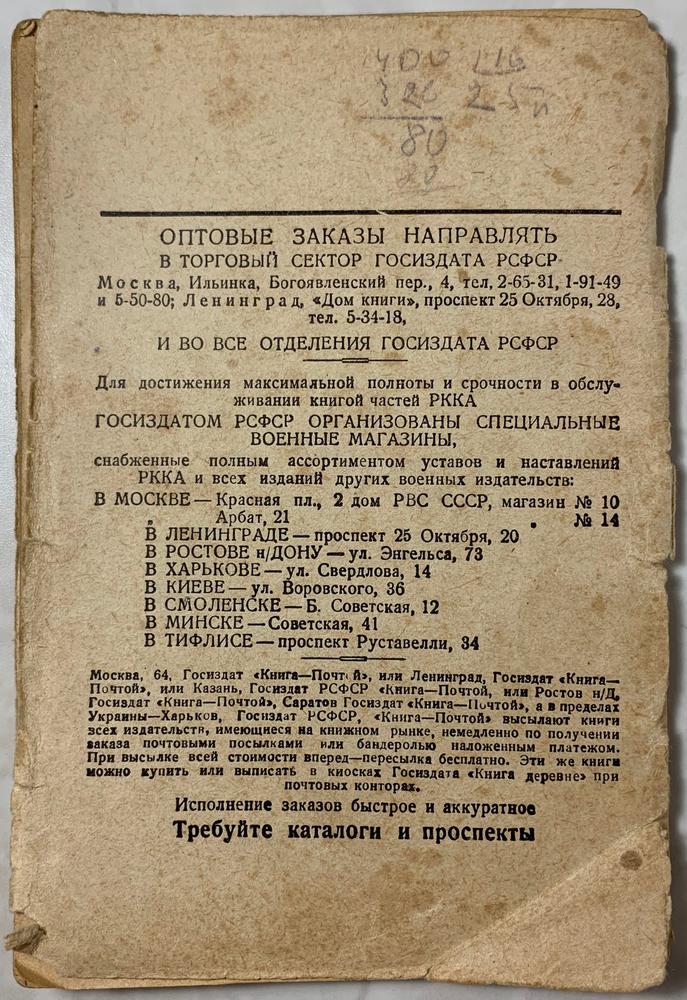 400 116
320 25
80
20
ОПТОВЫЕ ЗАКАЗЫ НАПРАВЛЯТЬ
В ТОРГОВЫЙ СЕКТОР ГОСИЗДАТА РСФСР
Москва, Ильинка, Богоявленский пер., 4, тел, 2-65-31, 1-91-49
и 5-50-80; Ленинград, «Дом книги», проспект 25 Октября, 28,
тел. 5-34-18,
И ВО ВСЕ ОТДЕЛЕНИЯ ГОСИЗДАТА РСФСР
Для достижения максимальной полноты и срочности в обслу-
живании книгой частей РККА
ГОСИЗДАТОМ РСФСР ОРГАНИЗОВАНЫ СПЕЦИАЛЬНЫЕ
ВОЕННЫЕ МАГАЗИНЫ,
снабженные полным ассортиментом уставов и наставлений
РККА и всех изданий других военных издательств:
В МОСКВЕ — Красная пл., 2 дом РВС СССР, магазин № 10
„ Арбат, 21 „ № 14
В ЛЕНИНГРАДЕ — проспект 25 Октября, 20
В РОСТОВЕ н/ДОНУ — ул. Энгельса, 73
В ХАРЬКОВЕ — ул. Свердлова, 14
В КИЕВЕ — ул. Воровского, 36
В СМОЛЕНСКЕ — Б. Советская, 12
В МИНСКЕ — Советская, 41
В ТИФЛИСЕ — проспект Руставелли, 34
Москва, 64, Госиздат «Книга—Почтой», или Ленинград, Госиздат «Книга—
Почтой», или Казань, Госиздат РСФСР «Книга—Почтой, или Ростов н/Д,
Госиздат «Книга—Почтой», Саратов Госиздат «Книга—Почтой», а в пределах
Украины—Харьков, Госиздат РСФСР, «Книга—Почтой» высылают книги
всех издательств, имеющиеся на книжном рынке, немедленно по получении
заказа почтовыми посылками или бандеролью наложенным платежом.
При высылке всей стоимости вперед—пересылка бесплатно. Эти же книги
можно купить или выписать в киосках Госиздата «Книга деревне» при
почтовых конторах.
Исполнение заказов быстрое и аккуратное
Требуйте каталоги и проспекты